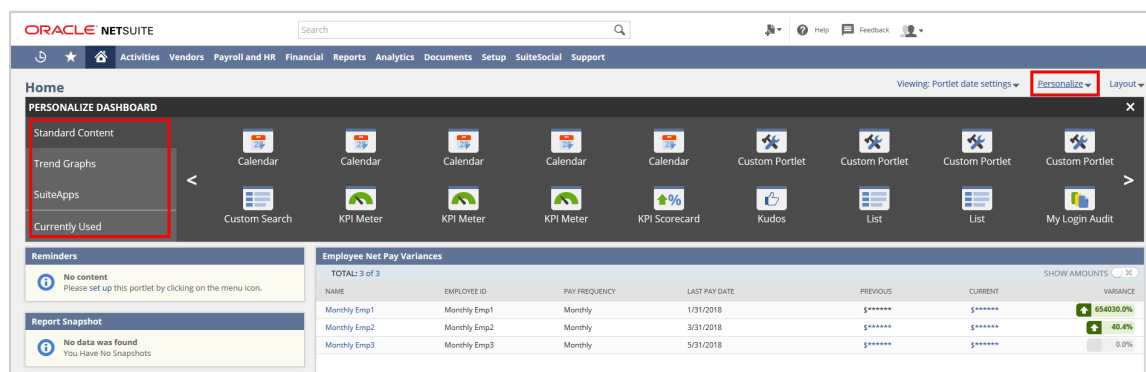 ORACLE NETSUITE Search Help Feedback
Activities Vendors Payroll and HR Financial Reports Analytics Documents Setup SuiteSocial Support
Home Viewing: Portlet date settings Personalize Layout
PERSONALIZE DASHBOARD
Standard Content
Trend Graphs
SuiteApps
Currently Used
Calendar Calendar Calendar Calendar Calendar Custom Portlet Custom Portlet Custom Portlet Custom Portlet
Custom Search KPI Meter KPI Meter KPI Meter KPI Scorecard Kudos List List My Login Audit
Reminders
No content
Please set up this portlet by clicking on the menu icon.
Report Snapshot
No data was found
You Have No Snapshots
Employee Net Pay Variances
TOTAL: 3 of 3 SHOW AMOUNTS
NAME EMPLOYEE ID PAY FREQUENCY LAST PAY DATE PREVIOUS CURRENT VARIANCE
Monthly Emp1 Monthly Emp1 Monthly 1/31/2018 $****** $****** 654030.0%
Monthly Emp2 Monthly Emp2 Monthly 3/31/2018 $****** $****** 40.4%
Monthly Emp3 Monthly Emp3 Monthly 5/31/2018 $****** $****** 0.0%